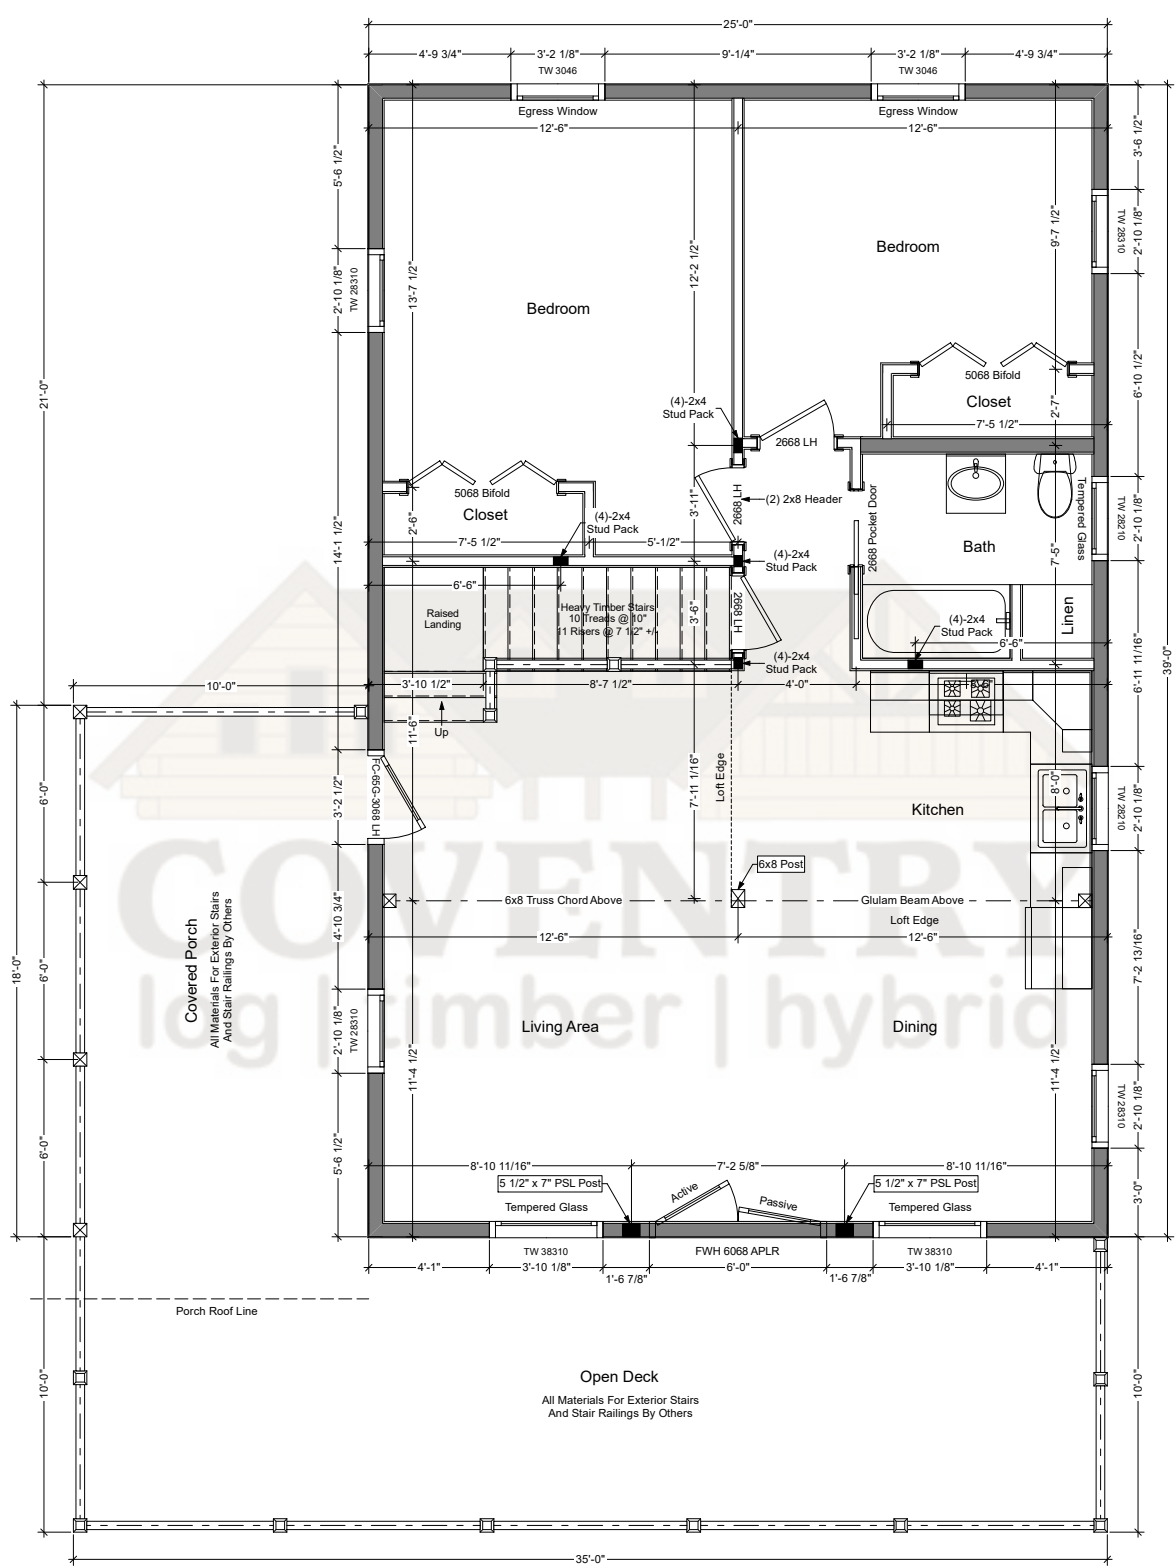 25'-0"
4'-9 3/4"
3'-2 1/8"
9'-1/4"
3'-2 1/8"
4'-9 3/4"
TW 3046
TW 3046
Egress Window
Egress Window
12'-6"
12'-6"
5'-6 1/2"
2'-10 1/8"
TW 28310
13'-7 1/2"
12'-2 1/2"
9'-7 1/2"
3'-6 1/2"
2'-10 1/8"
TW 28310
Bedroom
Bedroom
21'-0"
6'-10 1/2"
5068 Bifold
Closet
7'-5 1/2"
2'-7"
(4)-2x4
Stud Pack
2668 LH
5068 Bifold
Closet
7'-5 1/2"
2'-6"
(4)-2x4
Stud Pack
5'-1/2"
3'-11"
2668 LH
(2) 2x8 Header
2668 Pocket Door
Bath
Tempered Glass
TW 28210
2'-10 1/8"
7'-5"
14'-1 1/2"
(4)-2x4
Stud Pack
6'-6"
Raised
Landing
Heavy Timber Stairs
10 Treads @ 10"
11 Risers @ 7 1/2" +/-
3'-6"
2668 LH
(4)-2x4
Stud Pack
(4)-2x4
Stud Pack
6'-6"
Linen
6'-11 11/16"
39'-0"
10'-0"
3'-10 1/2"
8'-7 1/2"
4'-0"
Up
11'-6"
FC-65G-3068 LH
3'-2 1/2"
7'-11 1/16"
Loft Edge
Kitchen
8'-0"
TW 28210
2'-10 1/8"
6'-0"
COVENTRY
log | timber | hybrid
6x8 Post
6x8 Truss Chord Above
Glulam Beam Above
Loft Edge
12'-6"
12'-6"
4'-10 3/4"
7'-2 13/16"
18'-0"
6'-0"
Covered Porch
All Materials For Exterior Stairs
And Stair Railings By Others
Living Area
Dining
2'-10 1/8"
TW 28310
11'-4 1/2"
11'-4 1/2"
TW 28310
2'-10 1/8"
6'-0"
5'-6 1/2"
3'-0"
8'-10 11/16"
7'-2 5/8"
8'-10 11/16"
5 1/2" x 7" PSL Post
Active
Passive
5 1/2" x 7" PSL Post
Tempered Glass
Tempered Glass
TW 38310
FWH 6068 APLR
TW 38310
4'-1"
3'-10 1/8"
1'-6 7/8"
6'-0"
1'-6 7/8"
3'-10 1/8"
4'-1"
Porch Roof Line
Open Deck
All Materials For Exterior Stairs
And Stair Railings By Others
10'-0"
10'-0"
35'-0"